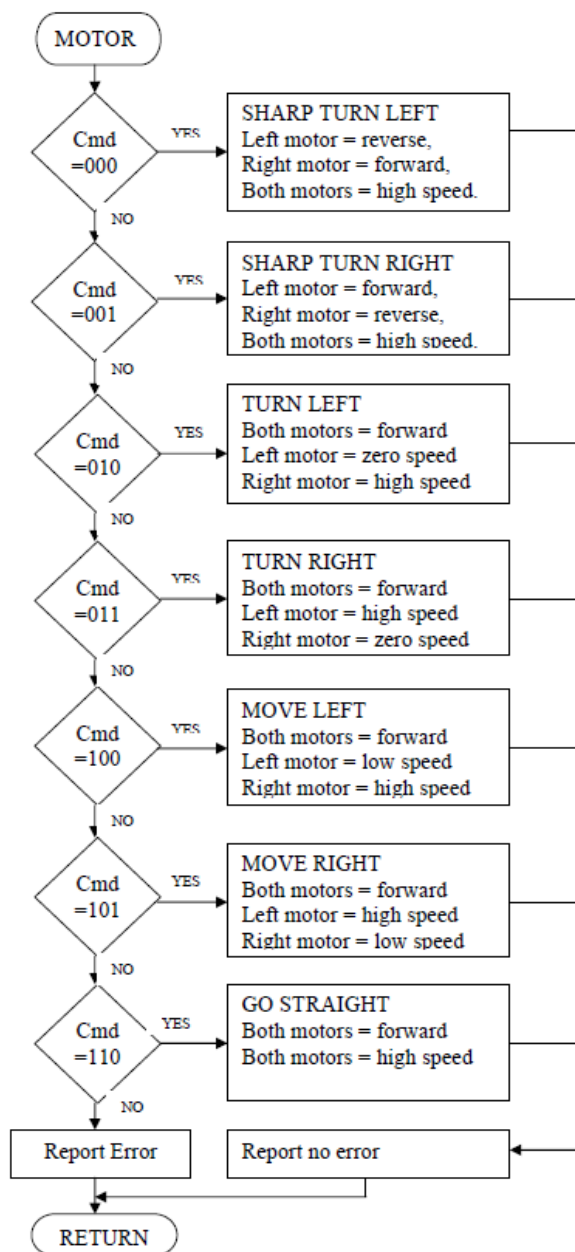 MOTOR
Cmd
=000
YES
SHARP TURN LEFT
Left motor = reverse,
Right motor = forward,
Both motors = high speed.
NO
Cmd
=001
YES
SHARP TURN RIGHT
Left motor = forward,
Right motor = reverse,
Both motors = high speed.
NO
Cmd
=010
YES
TURN LEFT
Both motors = forward
Left motor = zero speed
Right motor = high speed
NO
Cmd
=011
YES
TURN RIGHT
Both motors = forward
Left motor = high speed
Right motor = zero speed
NO
Cmd
=100
YES
MOVE LEFT
Both motors = forward
Left motor = low speed
Right motor = high speed
NO
Cmd
=101
YES
MOVE RIGHT
Both motors = forward
Left motor = high speed
Right motor = low speed
NO
Cmd
=110
YES
GO STRAIGHT
Both motors = forward
Both motors = high speed
NO
Report Error
Report no error
RETURN